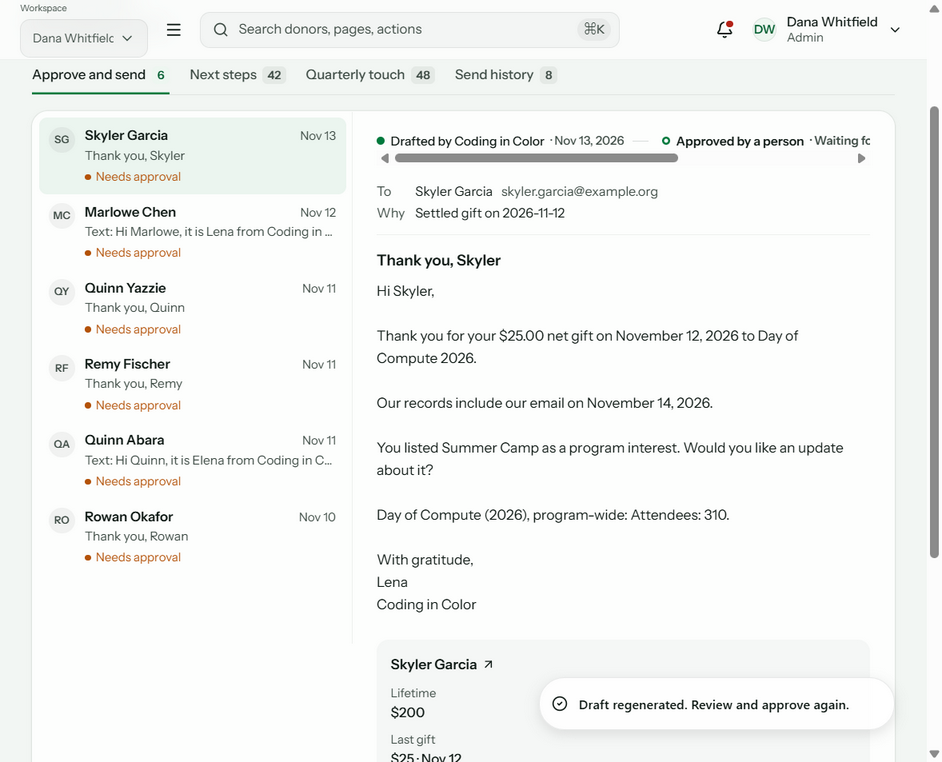 Workspace
Dana Whitfielc
Search donors, pages, actions
⌘K
DW
Dana Whitfield
Admin
Approve and send 6
Next steps 42
Quarterly touch 48
Send history 8
SG
Skyler Garcia
Nov 13
Thank you, Skyler
Needs approval
MC
Marlowe Chen
Nov 12
Text: Hi Marlowe, it is Lena from Coding in ...
Needs approval
QY
Quinn Yazzie
Nov 11
Thank you, Quinn
Needs approval
RF
Remy Fischer
Nov 11
Thank you, Remy
Needs approval
QA
Quinn Abara
Nov 11
Text: Hi Quinn, it is Elena from Coding in C...
Needs approval
RO
Rowan Okafor
Nov 10
Thank you, Rowan
Needs approval
Drafted by Coding in Color · Nov 13, 2026
Approved by a person · Waiting fc
To Skyler Garcia skyler.garcia@example.org
Why Settled gift on 2026-11-12
Thank you, Skyler
Hi Skyler,
Thank you for your $25.00 net gift on November 12, 2026 to Day of
Compute 2026.
Our records include our email on November 14, 2026.
You listed Summer Camp as a program interest. Would you like an update
about it?
Day of Compute (2026), program-wide: Attendees: 310.
With gratitude,
Lena
Coding in Color
Skyler Garcia
Lifetime
$200
Last gift
$25 · Nov 12
Draft regenerated. Review and approve again.